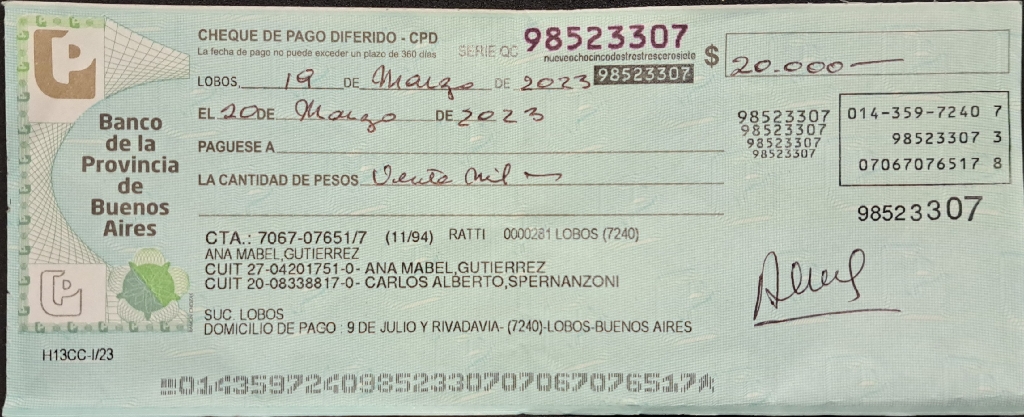 CHEQUE DE PAGO DIFERIDO - CPD
La fecha de pago no puede exceder un plazo de 360 días
SERIE QC 98523307
nueveochocincodostrestrescerosiete
98523307
$ 20.000
LOBOS, 19 DE Marzo DE 2023
EL 20 DE Marzo DE 2023
PAGUESE A
LA CANTIDAD DE PESOS Veinte mil
Banco
de la
Provincia
de
Buenos
Aires
98523307
98523307
98523307
98523307
014-359-7240 7
98523307 3
07067076517 8
98523307
CTA.: 7067-07651/7 (11/94) RATTI 0000281 LOBOS (7240)
ANA MABEL,GUTIERREZ
CUIT 27-04201751-0- ANA MABEL,GUTIERREZ
CUIT 20-08338817-0- CARLOS ALBERTO,SPERNANZONI
SUC. LOBOS
DOMICILIO DE PAGO : 9 DE JULIO Y RIVADAVIA- (7240)-LOBOS-BUENOS AIRES
H13CC-I/23
01435972409852330707067076517